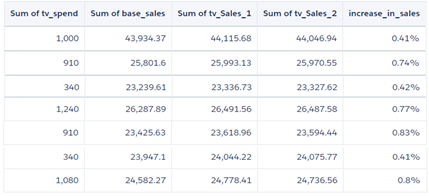 Sum of tv_spend Sum of base_sales Sum of tv_Sales_1 Sum of tv_Sales_2 increase_in_sales
1,000 43,934.37 44,115.68 44,046.94 0.41%
910 25,801.6 25,993.13 25,970.55 0.74%
340 23,239.61 23,336.73 23,327.62 0.42%
1,240 26,287.89 26,491.56 26,487.58 0.77%
910 23,425.63 23,618.96 23,594.44 0.83%
340 23,947.1 24,044.22 24,075.77 0.41%
1,080 24,582.27 24,778.41 24,736.56 0.8%